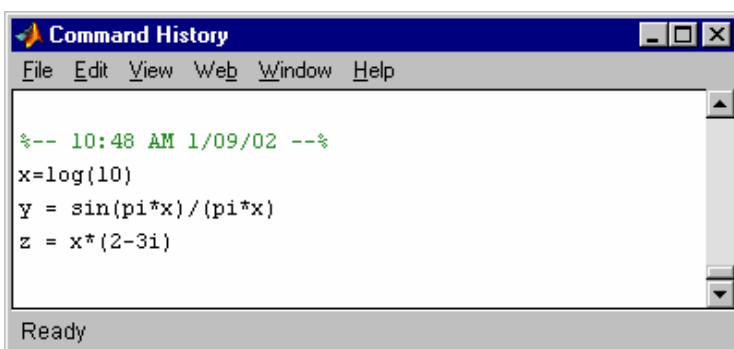 Command History
File Edit View Web Window Help
%-- 10:48 AM 1/09/02 --%
x=log(10)
y = sin(pi*x)/(pi*x)
z = x*(2-3i)
Ready